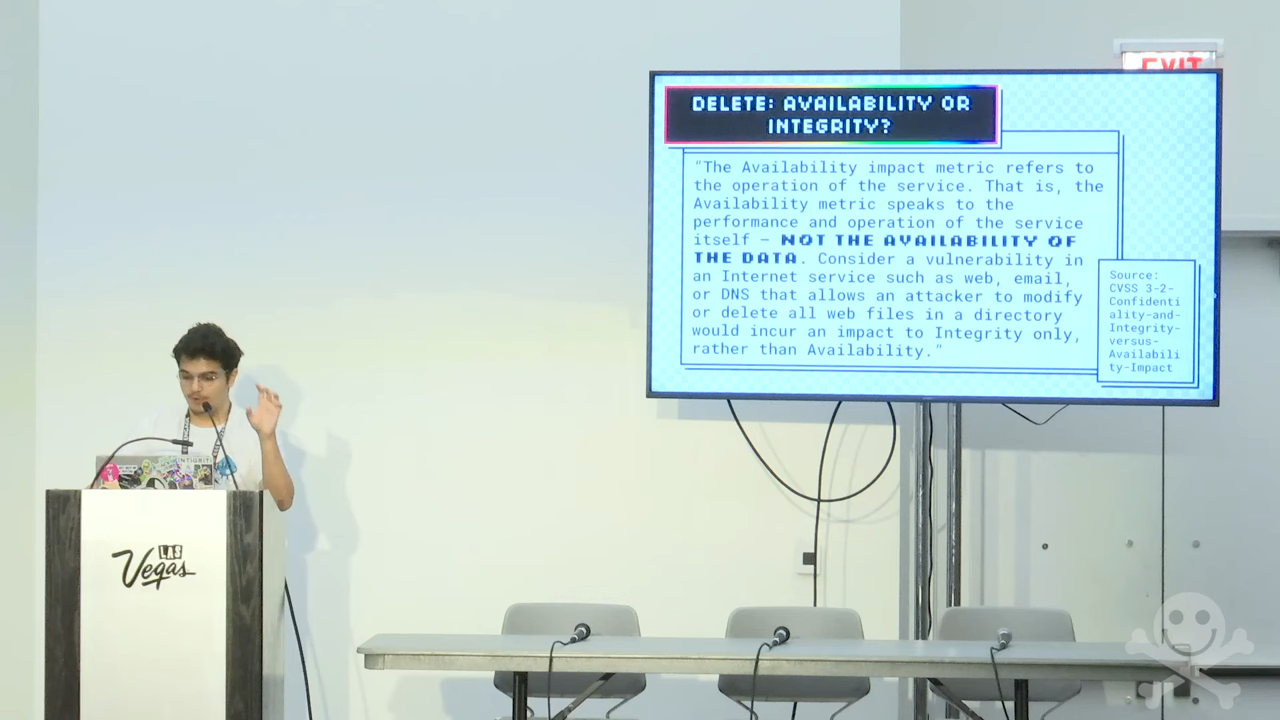 EXIT
DELETE: AVAILABILITY OR
INTEGRITY?
"The Availability impact metric refers to
the operation of the service. That is, the
Availability metric speaks to the
performance and operation of the service
itself – NOT THE AVAILABILITY OF
THE DATA. Consider a vulnerability in
an Internet service such as web, email,
or DNS that allows an attacker to modify
or delete all web files in a directory
would incur an impact to Integrity only,
rather than Availability."
Source:
CVSS 3-2-
Confidenti
ality-and-
Integrity-
versus-
Availabili
ty-Impact
LAS
Vegas